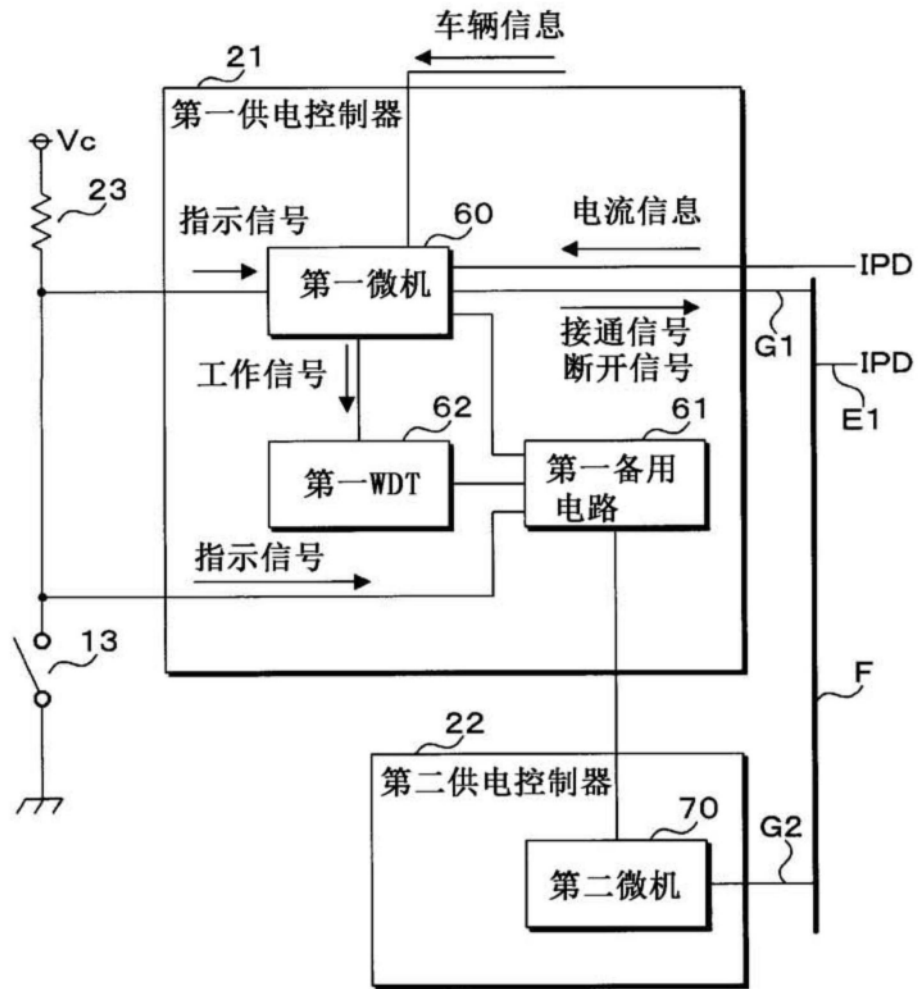 车辆信息
21
第一供电控制器
Vc
23
指示信号
60
电流信息
第一微机
IPD
接通信号
断开信号
G1
工作信号
IPD
E1
62
61
第一WDT
第一备用
电路
指示信号
13
F
22
第二供电控制器
70
G2
第二微机